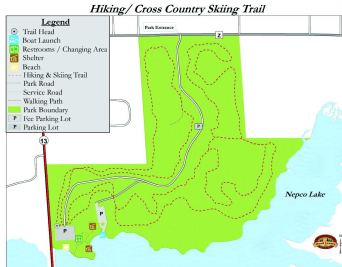 Hiking/ Cross Country Skiing Trail
Legend
Trail Head
Boat Launch
Restrooms / Changing Area
Shelter
Beach
Hiking & Skiing Trail
Park Road
Service Road
Walking Path
Park Boundary
P Fee Parking Lot
P Parking Lot
Park Entrance
2
P
13
Nepco Lake
P
P